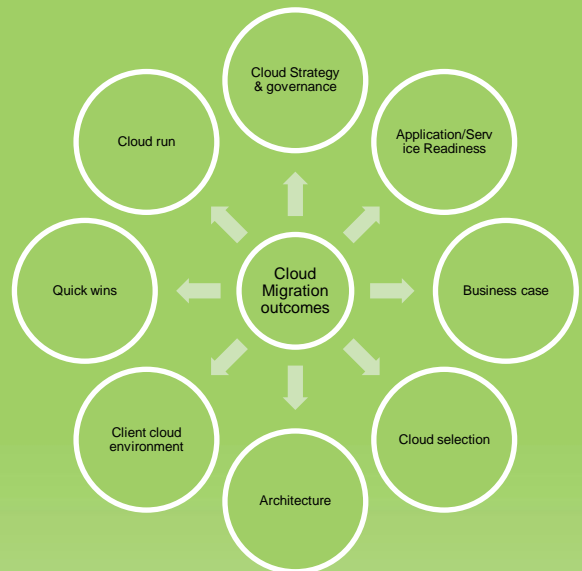 Cloud Strategy
& governance
Application/Serv
ice Readiness
Business case
Cloud selection
Architecture
Client cloud
environment
Quick wins
Cloud run
Cloud
Migration
outcomes